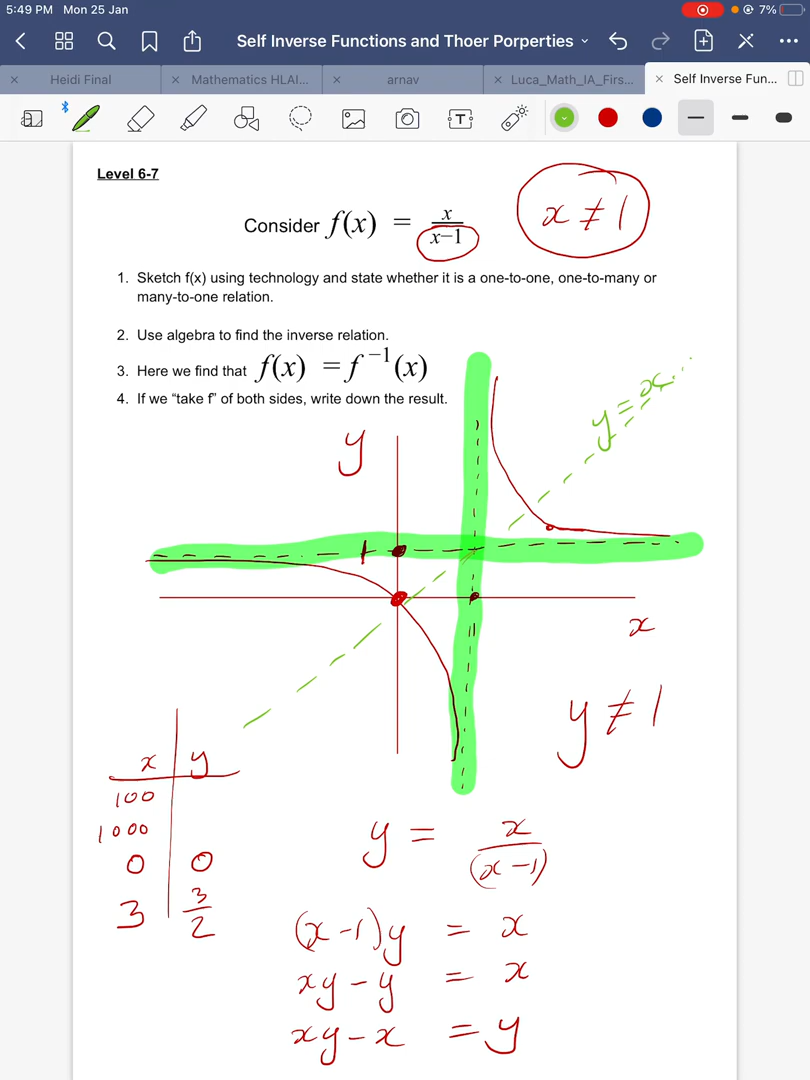 5:49 PM Mon 25 Jan 7%
Self Inverse Functions and Thoer Porperties
Heidi Final Mathematics HLAI... arnav Luca_Math_IA_Firs... Self Inverse Fun...
T
Level 6-7
Consider f(x) = x/(x−1) x ≠ 1
1. Sketch f(x) using technology and state whether it is a one-to-one, one-to-many or
many-to-one relation.
2. Use algebra to find the inverse relation.
3. Here we find that f(x) = f⁻¹(x)
4. If we “take f” of both sides, write down the result.
y
y = x...
1
x
y ≠ 1
x y
100
1000
0 0
3 3/2
y = x/(x−1)
(x−1)y = x
xy−y = x
xy−x = y